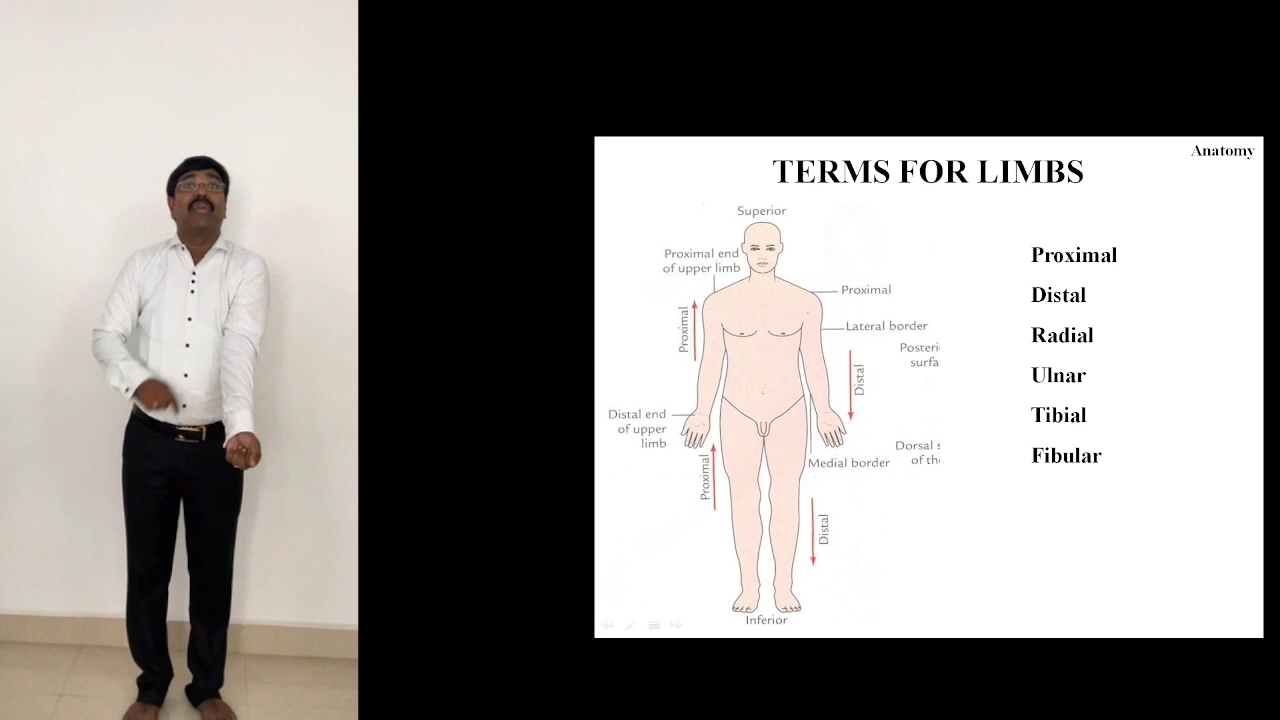 Anatomy
TERMS FOR LIMBS
Superior
Proximal end
of upper limb
Proximal
Proximal
Lateral border
Distal
Distal end
of upper
limb
Proximal
Medial border
Distal
Inferior
Proximal
Distal
Radial
Ulnar
Tibial
Fibular